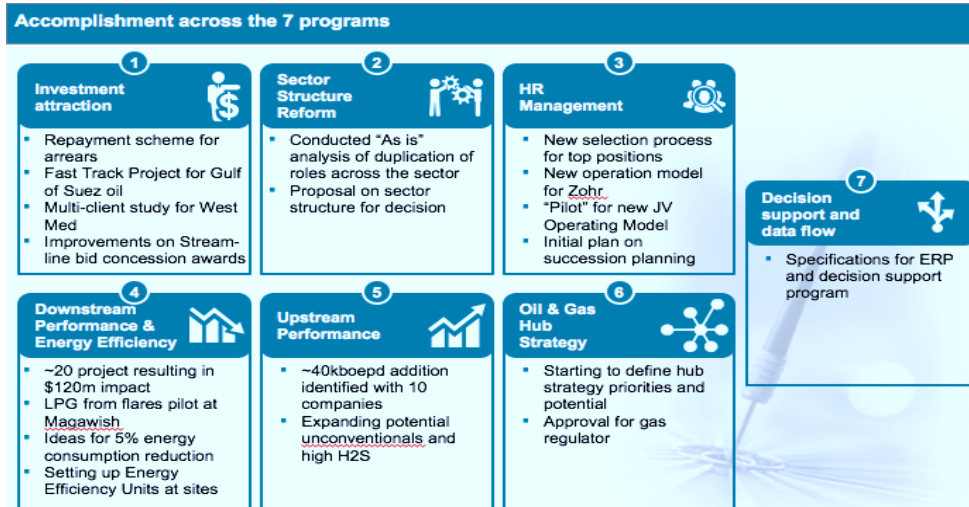 Accomplishment across the 7 programs
1
Investment
attraction
Repayment scheme for
arrears
Fast Track Project for Gulf
of Suez oil
Multi-client study for West
Med
Improvements on Stream-
line bid concession awards
2
Sector
Structure
Reform
Conducted “As is”
analysis of duplication of
roles across the sector
Proposal on sector
structure for decision
3
HR
Management
New selection process
for top positions
New operation model
for Zohr
“Pilot" for new JV
Operating Model
Initial plan on
succession planning
4
Downstream
Performance &
Energy Efficiency
~20 project resulting in
$120m impact
LPG from flares pilot at
Magawish
Ideas for 5% energy
consumption reduction
Setting up Energy
Efficiency Units at sites
5
Upstream
Performance
~40kboepd addition
identified with 10
companies
Expanding potential
unconventionals and
high H2S
6
Oil & Gas
Hub
Strategy
Starting to define hub
strategy priorities and
potential
Approval for gas
regulator
7
Decision
support and
data flow
Specifications for ERP
and decision support
program